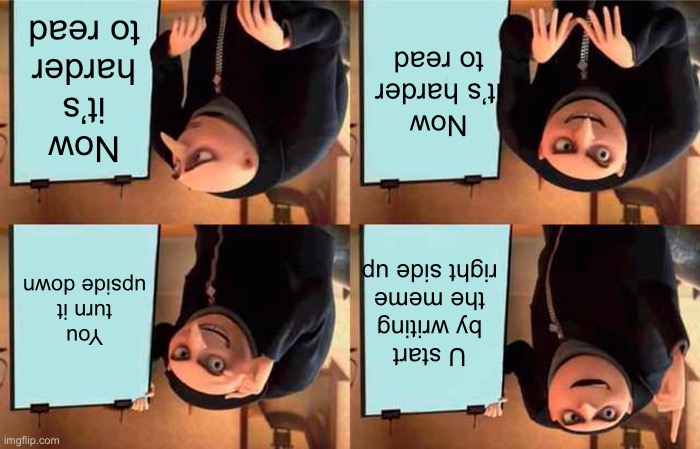 U start
by writing
the meme
right side up
You
turn it
upside down
Now
it’s harder
to read
Now
it’s
harder
to read
imgflip.com